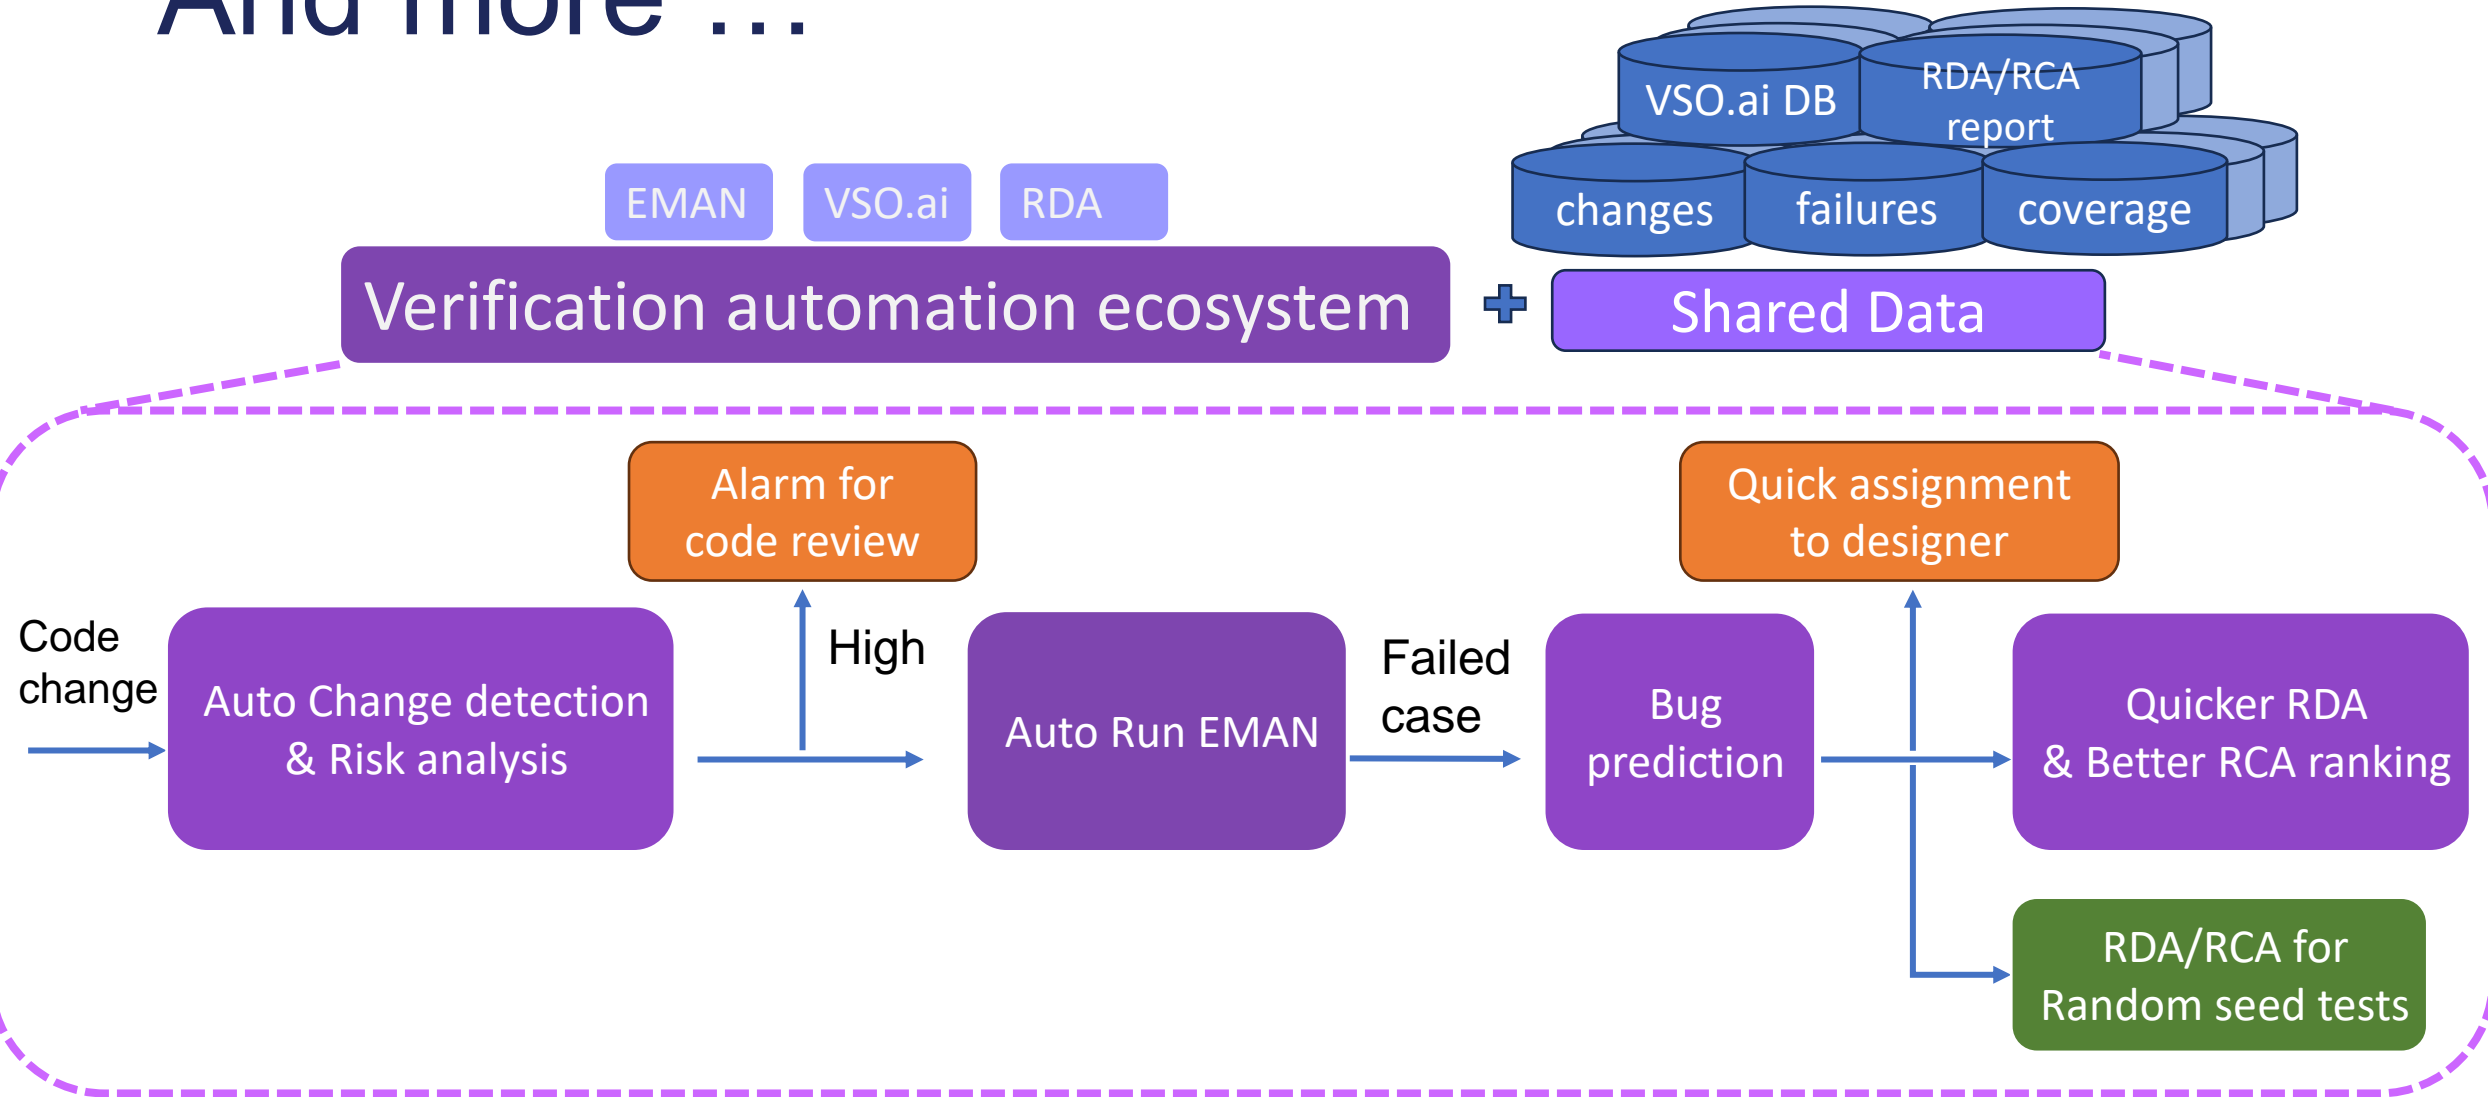 And more ...
VSO.ai DB
RDA/RCA
report
changes
failures
coverage
EMAN
VSO.ai
RDA
Verification automation ecosystem
Shared Data
Alarm for
code review
Quick assignment
to designer
Code
change
Auto Change detection
& Risk analysis
High
Auto Run EMAN
Failed
case
Bug
prediction
Quicker RDA
& Better RCA ranking
RDA/RCA for
Random seed tests